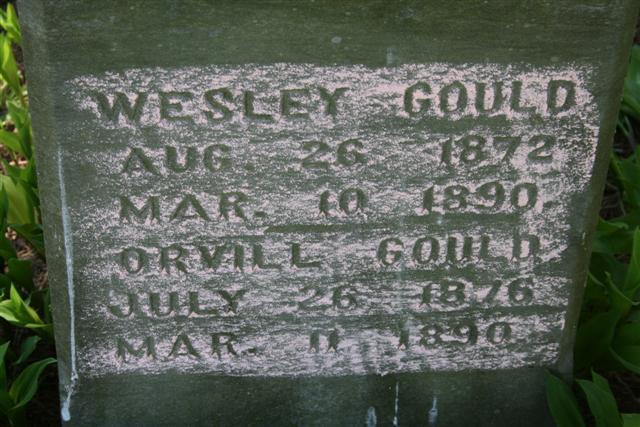 WESLEY GOULD
AUG. 26 1872
MAR. 10 1890.
ORVILL GOULD
JULY 26 1876
MAR. 11 1890